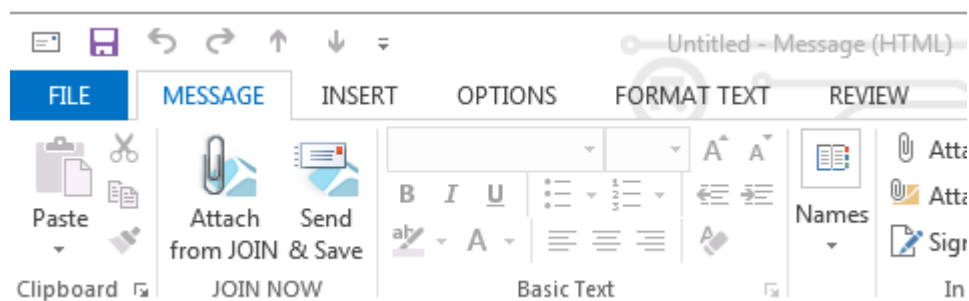 Untitled - Message (HTML)
FILE MESSAGE INSERT OPTIONS FORMAT TEXT REVIEW
Paste
Attach from JOIN
Send & Save
B I U
A
Names
Clipboard JOIN NOW Basic Text In